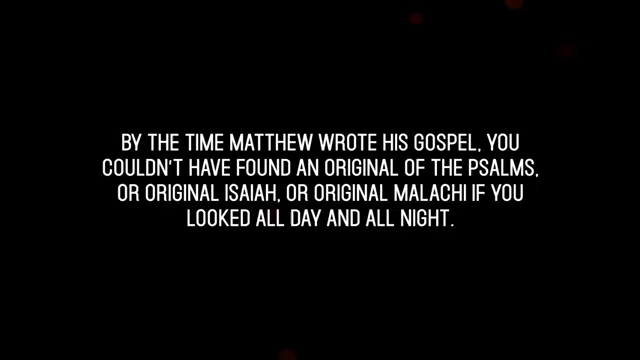 BY THE TIME MATTHEW WROTE HIS GOSPEL, YOU
COULDN'T HAVE FOUND AN ORIGINAL OF THE PSALMS,
OR ORIGINAL ISAIAH, OR ORIGINAL MALACHI IF YOU
LOOKED ALL DAY AND ALL NIGHT.